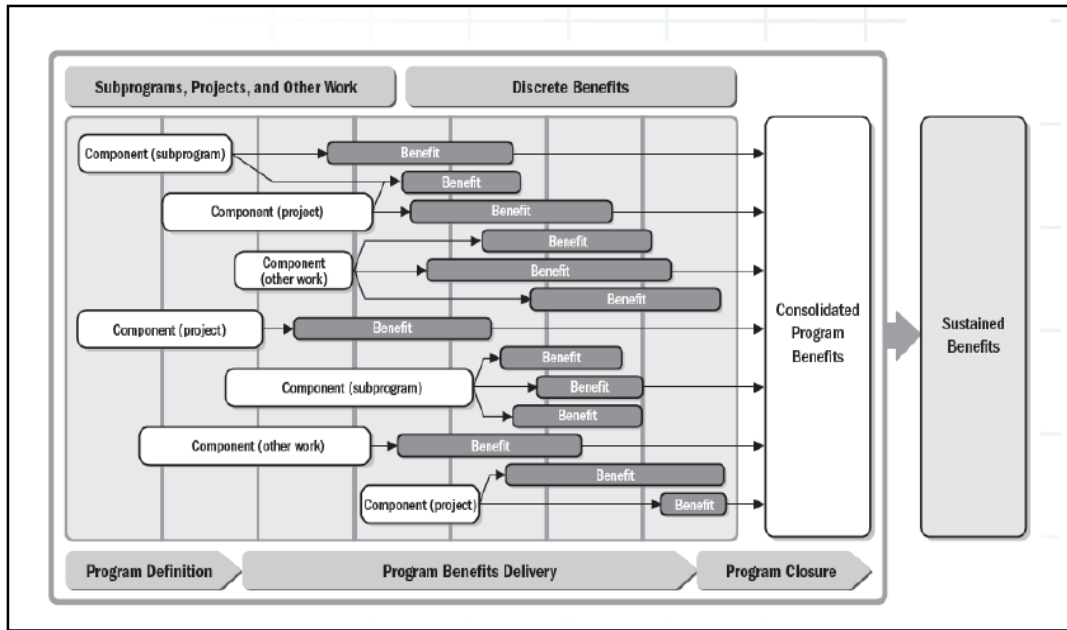 Subprograms, Projects, and Other Work
Discrete Benefits
Component (subprogram)
Benefit
Benefit
Component (project)
Benefit
Benefit
Component
(other work)
Benefit
Benefit
Component (project)
Benefit
Benefit
Component (subprogram)
Benefit
Benefit
Component (other work)
Benefit
Benefit
Component (project)
Benefit
Consolidated
Program
Benefits
Sustained
Benefits
Program Definition
Program Benefits Delivery
Program Closure